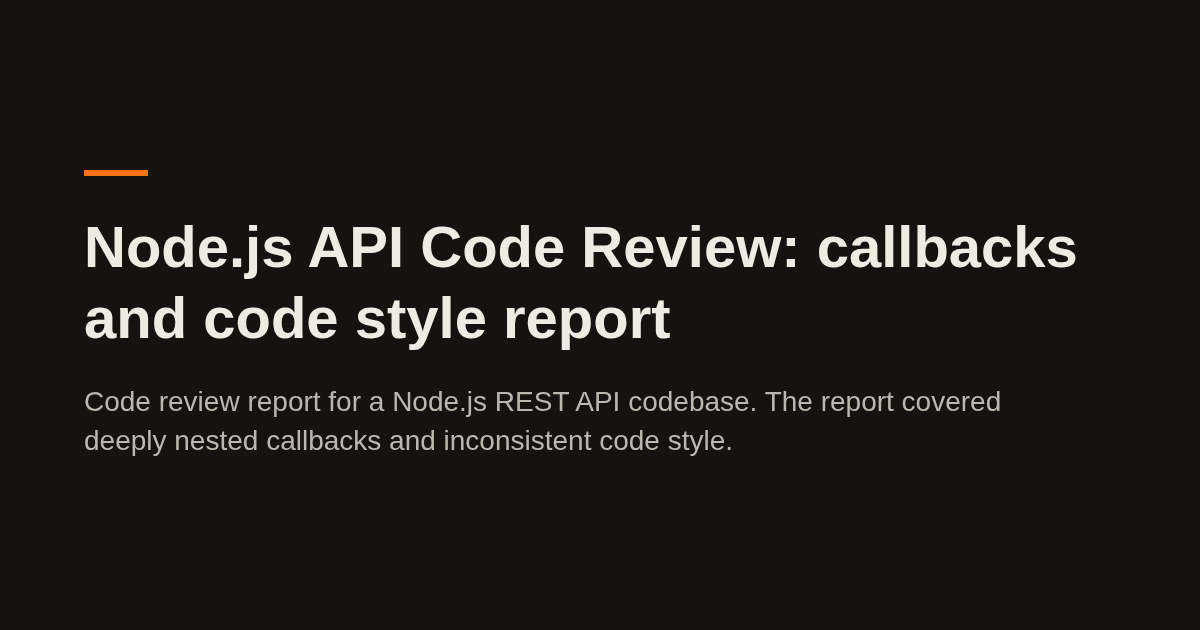 Node.js API Code Review: callbacks
and code style report
Code review report for a Node.js REST API codebase. The report covered
deeply nested callbacks and inconsistent code style.